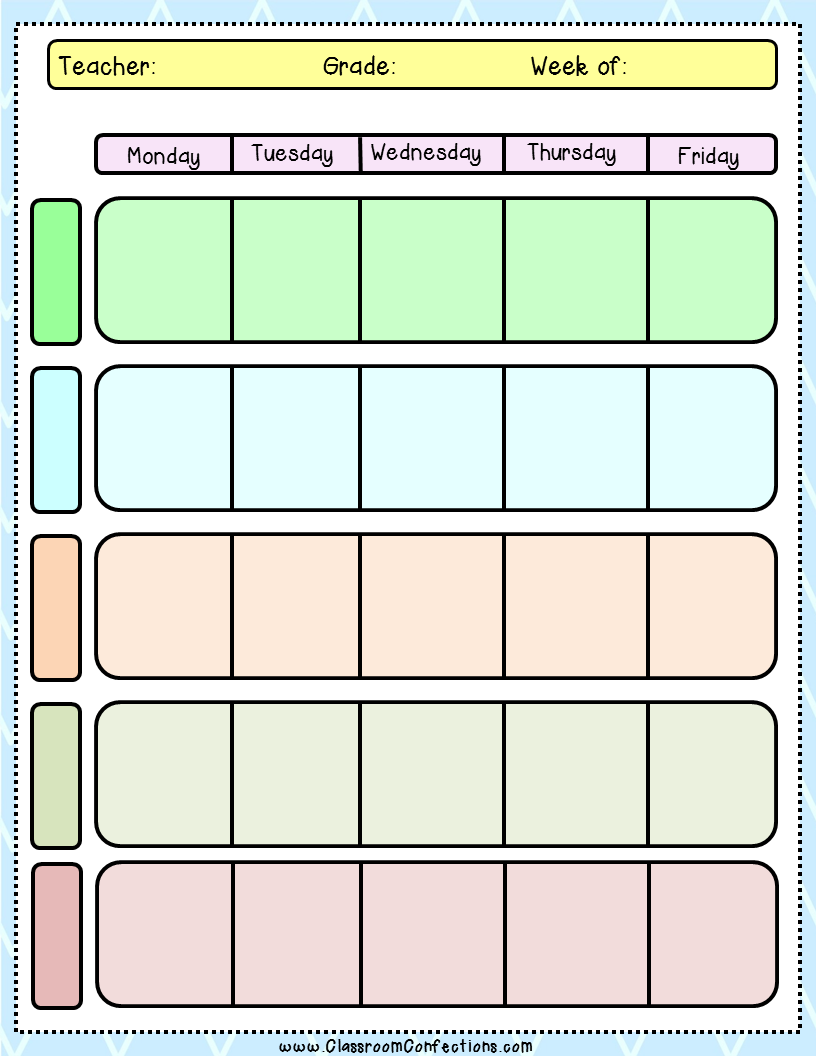 Teacher: Grade: Week of:
Monday Tuesday Wednesday Thursday Friday
www.ClassroomConfections.com